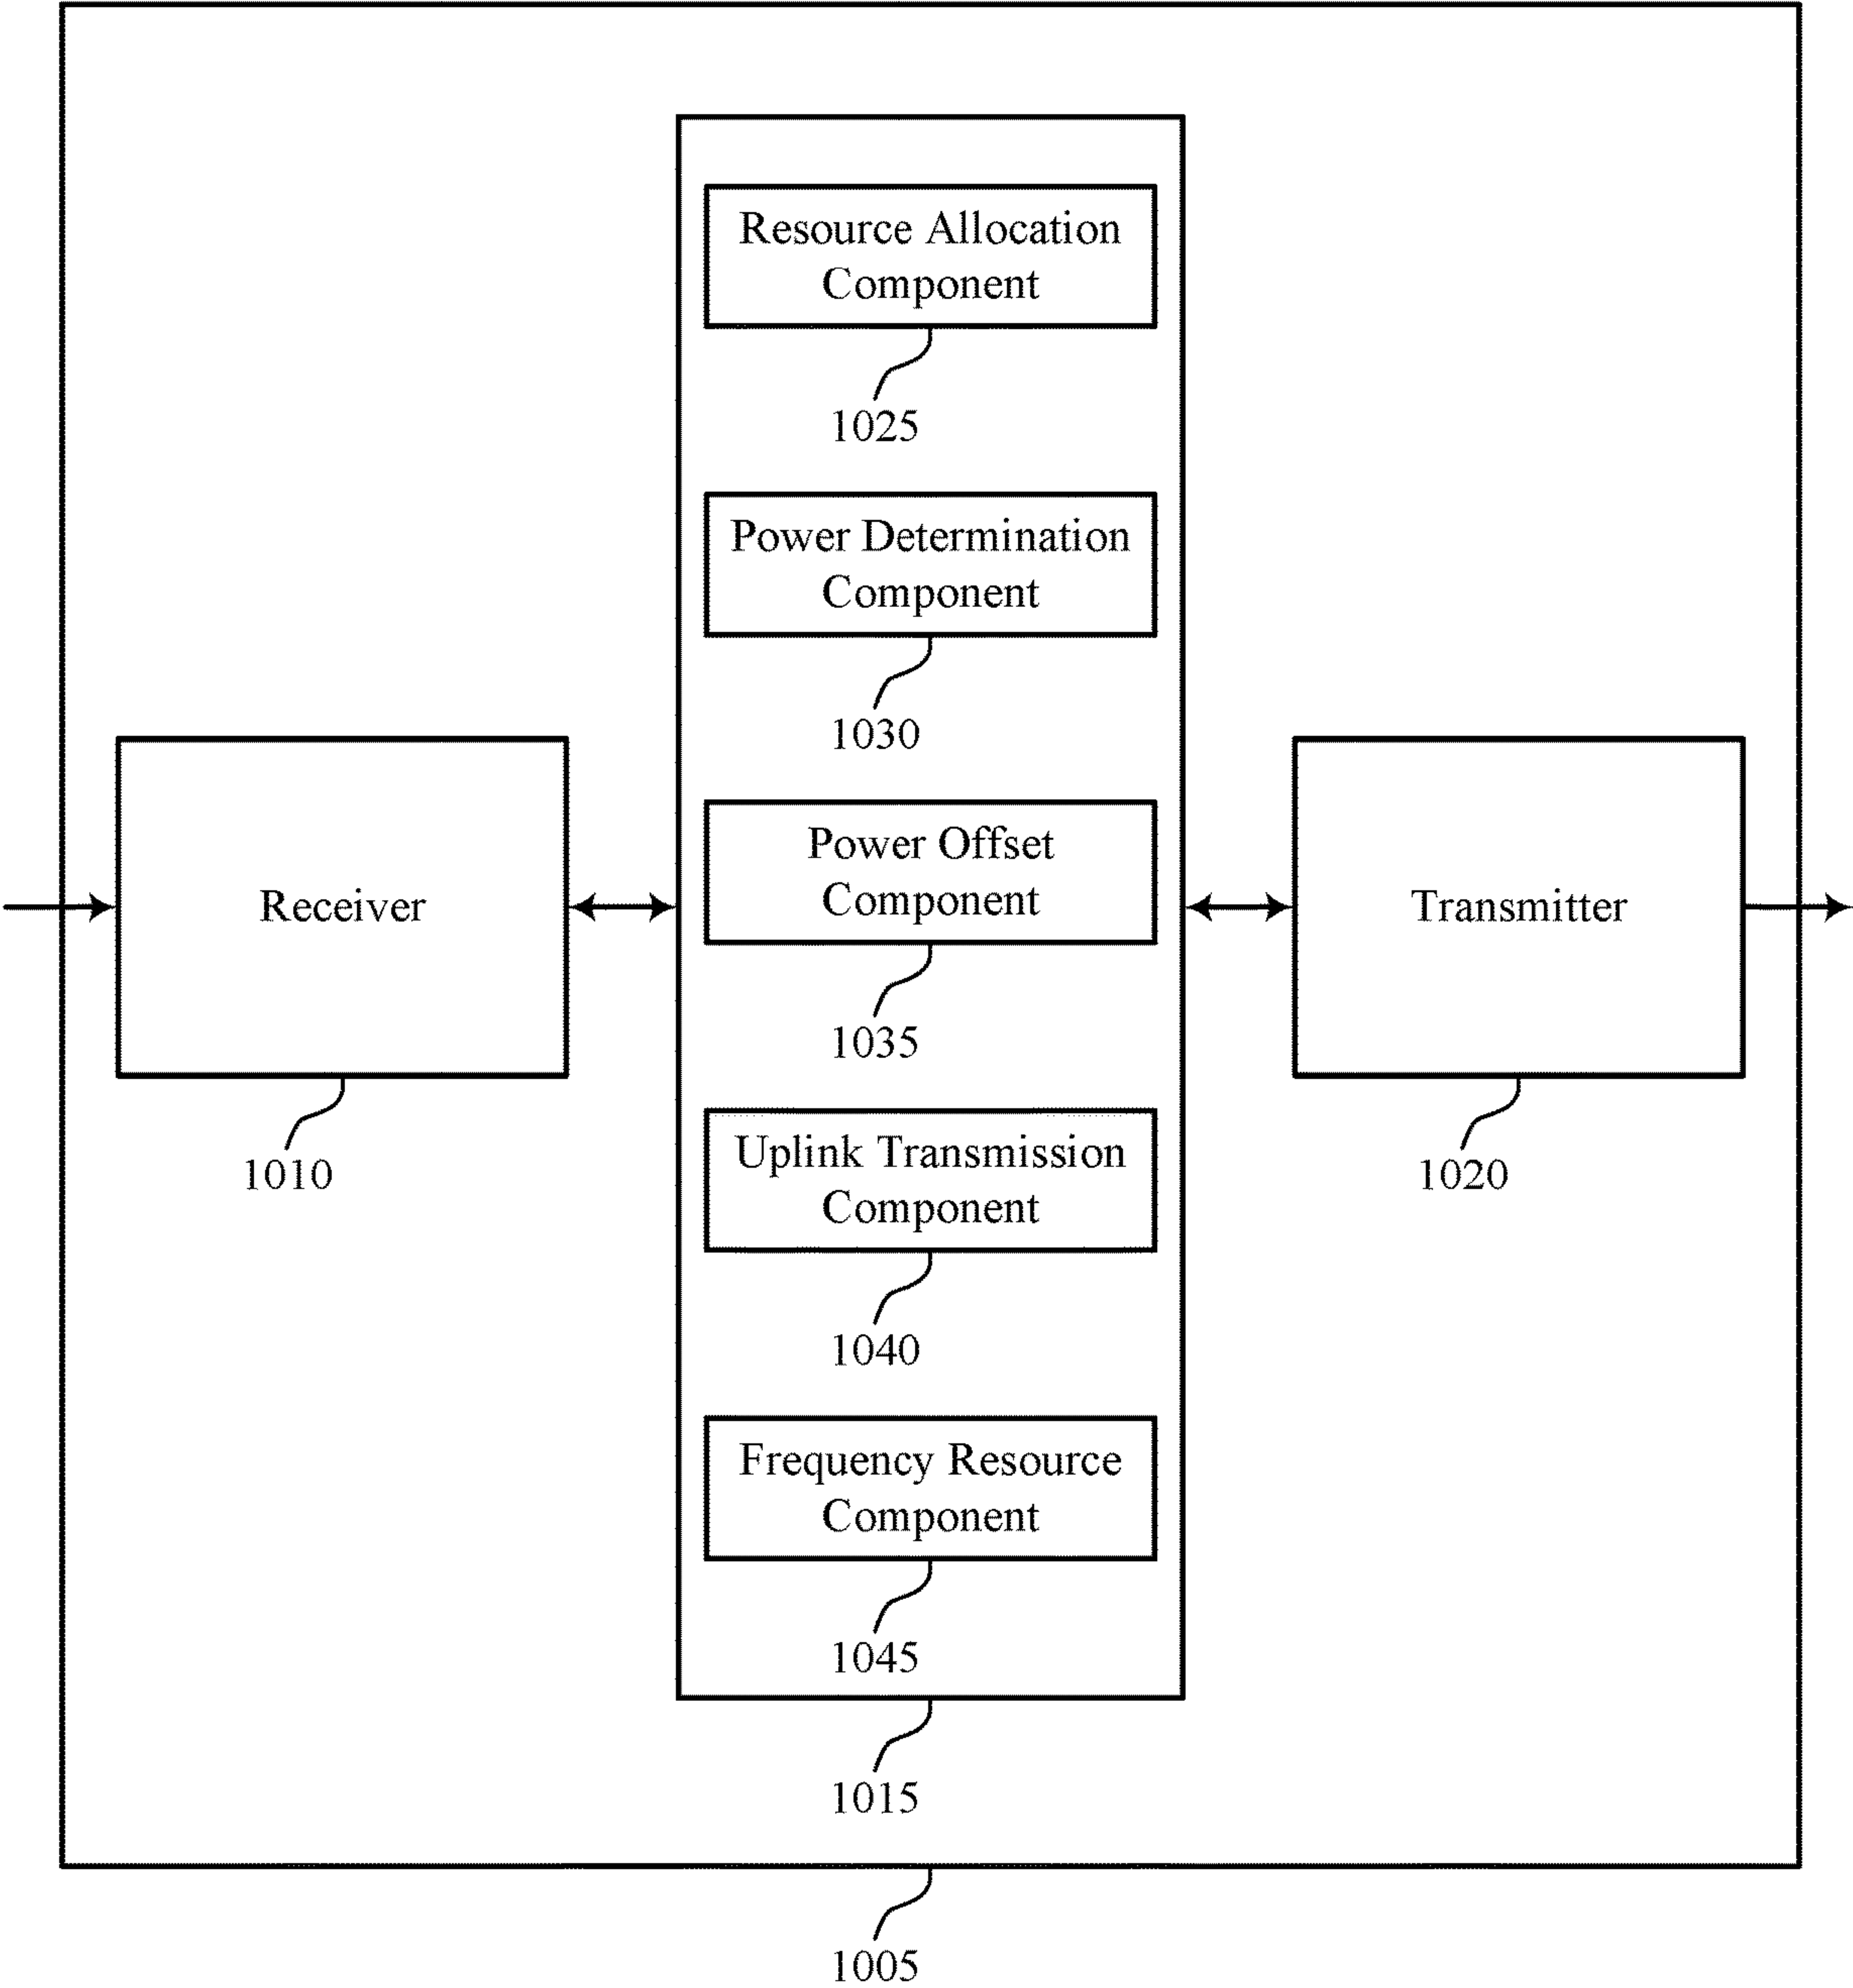 Resource Allocation
Component
1025
Power Determination
Component
1030
Receiver
1010
Power Offset
Component
1035
Transmitter
1020
Uplink Transmission
Component
1040
Frequency Resource
Component
1045
1015
1005